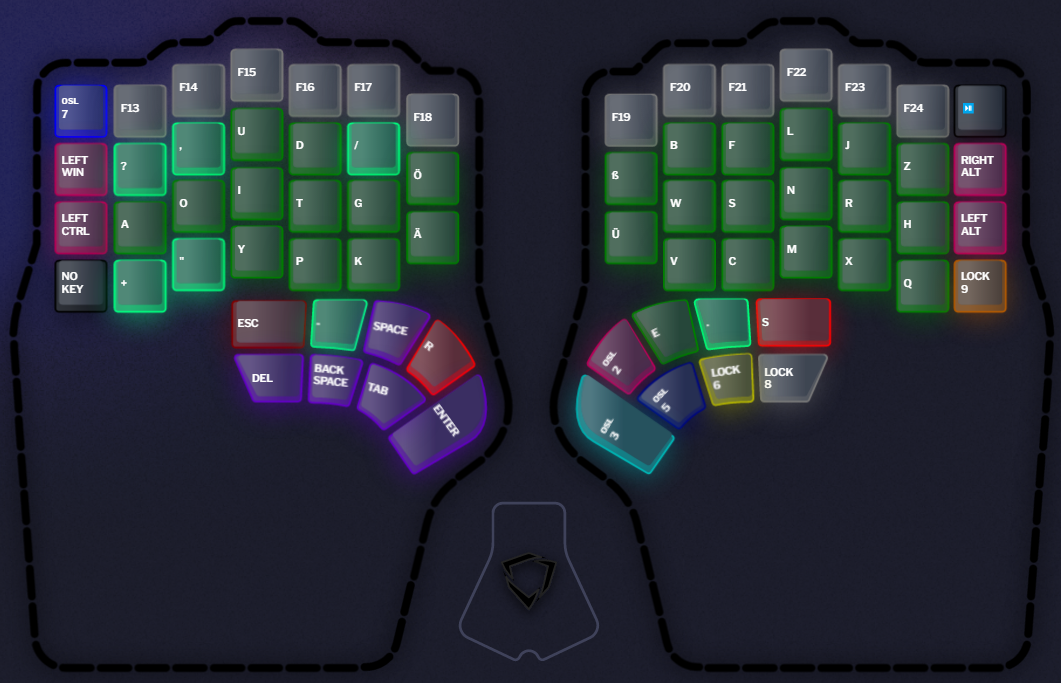 F15
F22
F14
F16
F17
F20
F21
F23
OSL
7
F13
F18
F19
F24
⏯
U
L
,
D
/
B
F
J
LEFT
WIN
?
Ö
ß
Z
RIGHT
ALT
I
N
O
T
G
W
S
R
LEFT
CTRL
A
Ä
Ü
H
LEFT
ALT
Y
M
"
P
K
V
C
X
NO
KEY
+
Q
LOCK
9
ESC
-
SPACE
R
E
.
S
OSL
2
DEL
BACK
SPACE
TAB
ENTER
OSL
3
OSL
5
LOCK
6
LOCK
8